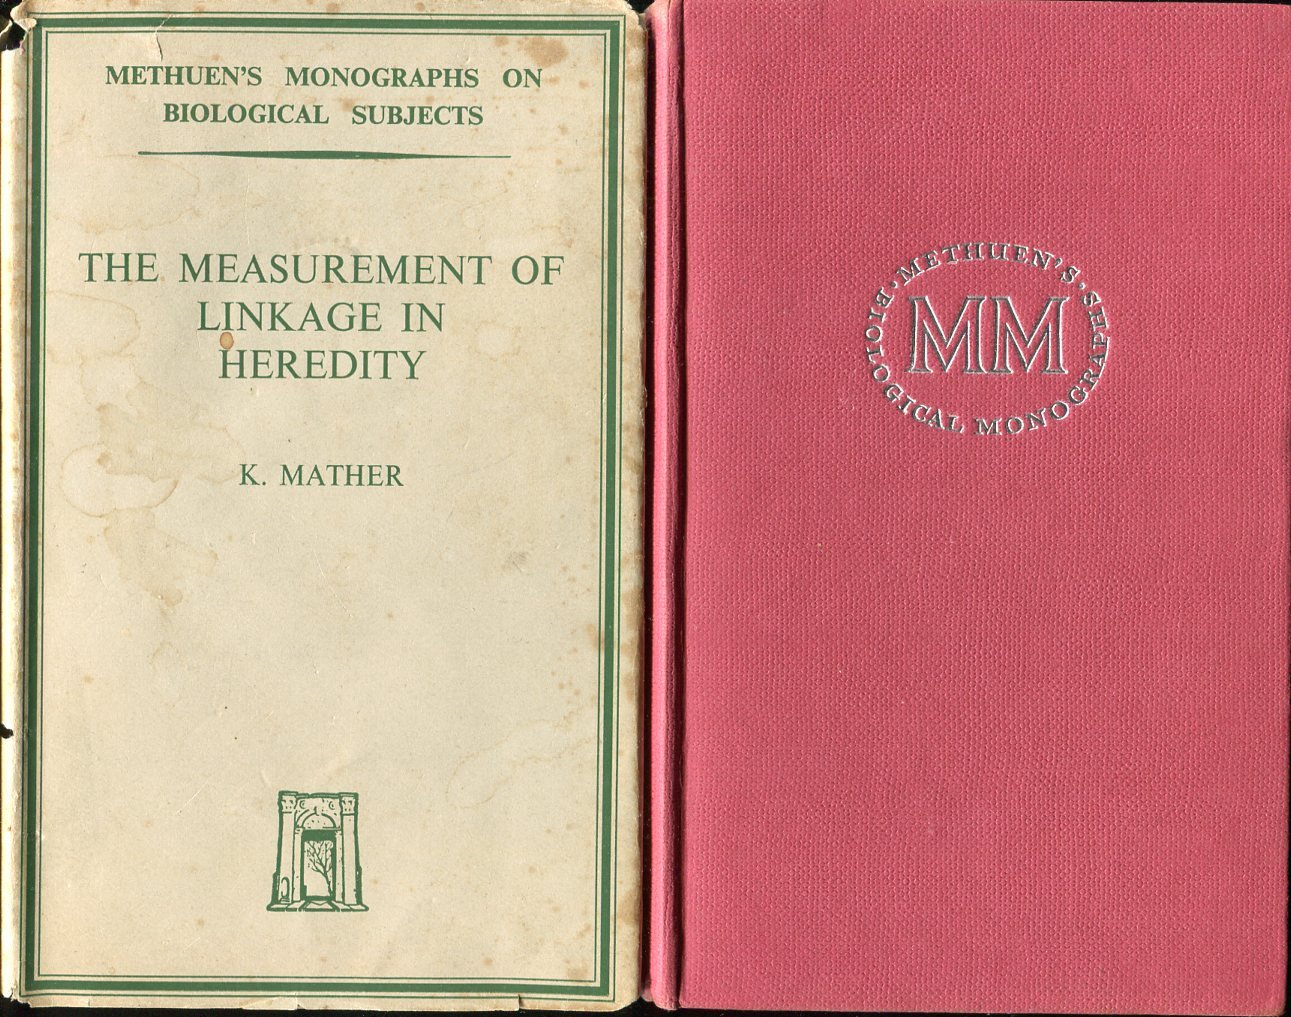 METHUEN'S MONOGRAPHS ON
BIOLOGICAL SUBJECTS
THE MEASUREMENT OF
LINKAGE IN
HEREDITY
K. MATHER
· METHUEN'S ·
BIOLOGICAL MONOGRAPHS
MM